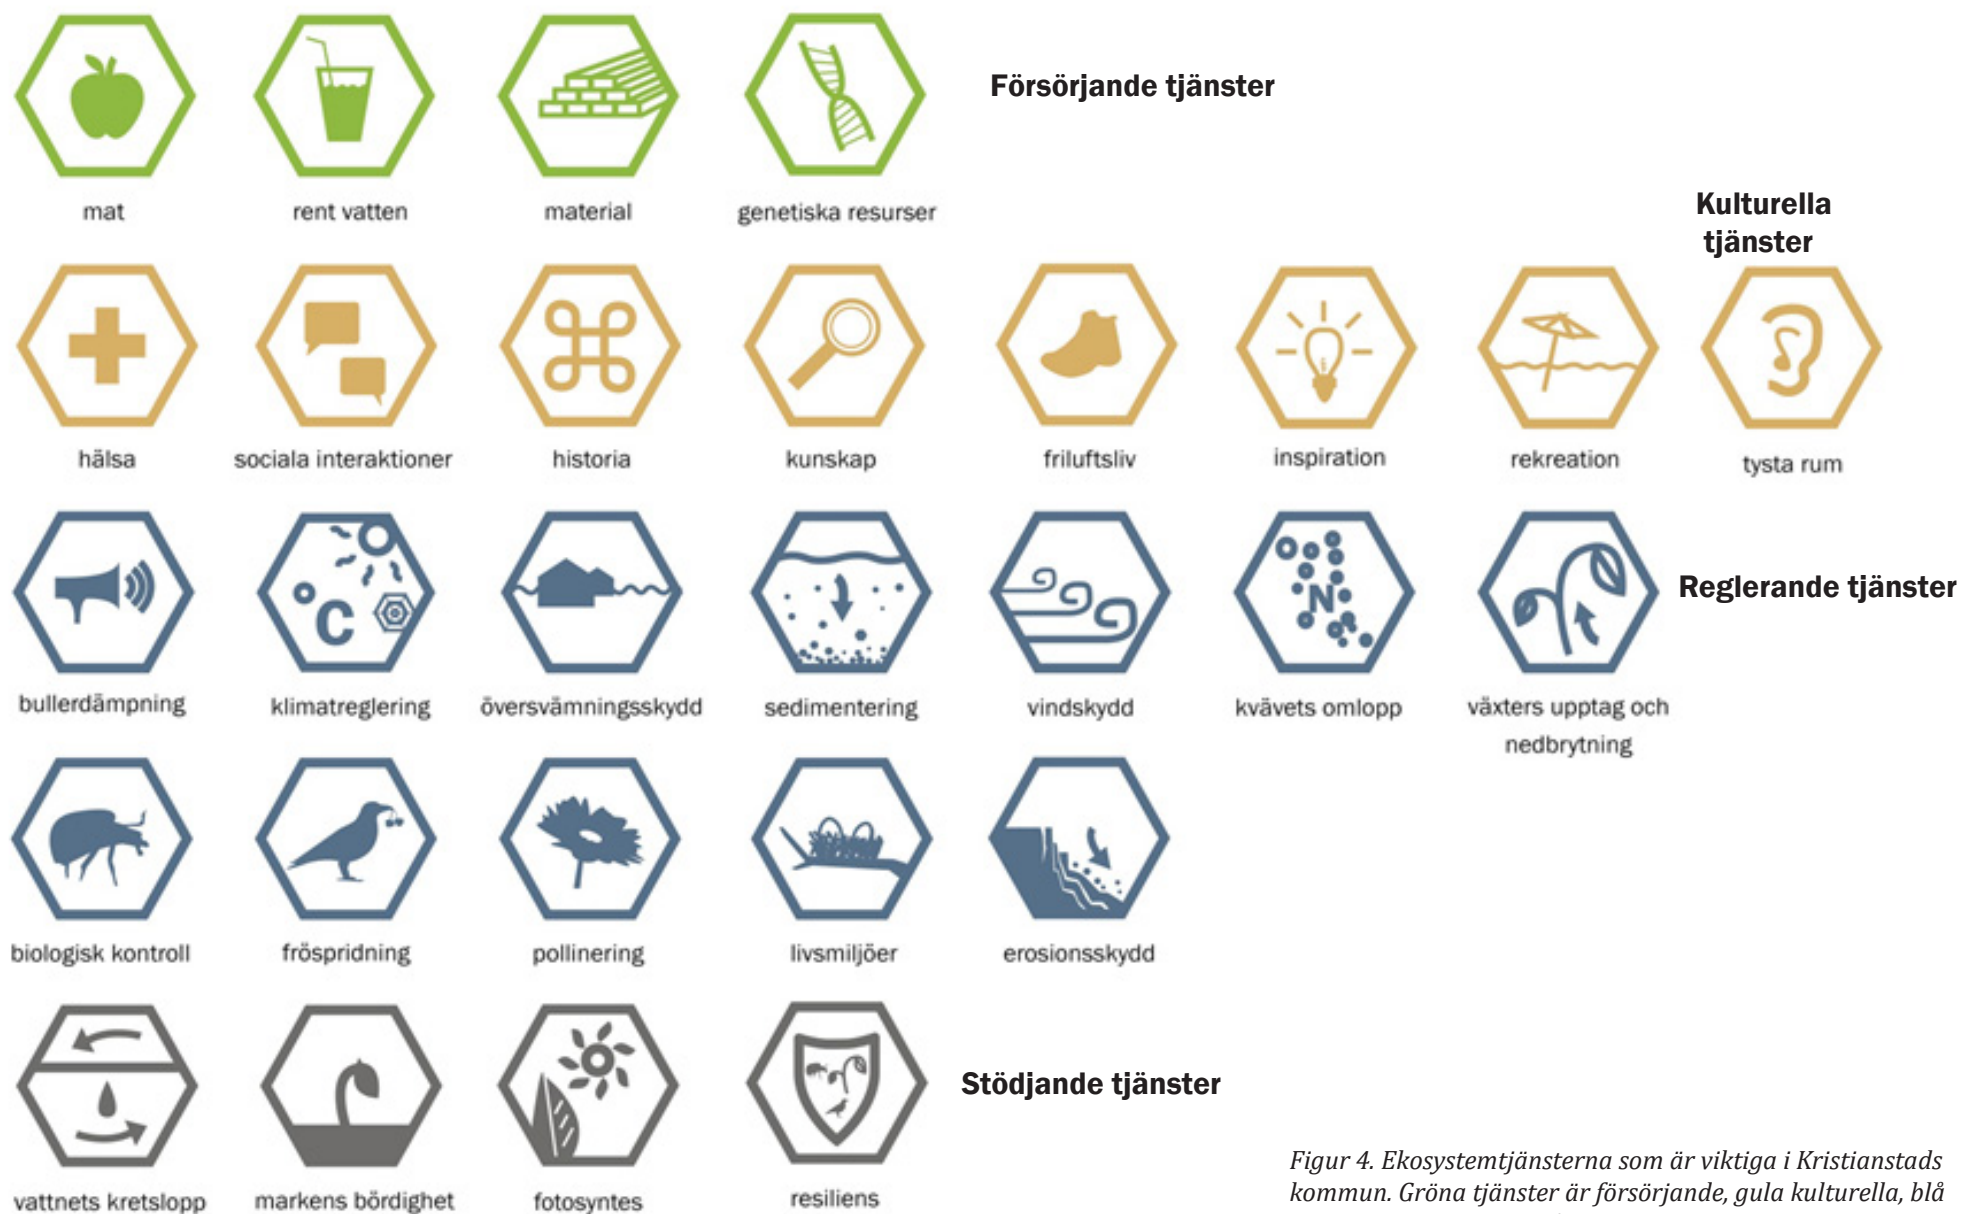 Försörjande tjänster
mat
rent vatten
material
genetiska resurser
Kulturella
tjänster
hälsa
sociala interaktioner
historia
kunskap
friluftsliv
inspiration
rekreation
tysta rum
°C
N
Reglerande tjänster
bullerdämpning
klimatreglering
översvämningsskydd
sedimentering
vindskydd
kvävets omlopp
växters upptag och
nedbrytning
biologisk kontroll
fröspridning
pollinering
livsmiljöer
erosionsskydd
Stödjande tjänster
vattnets kretslopp
markens bördighet
fotosyntes
resiliens
Figur 4. Ekosystemtjänsterna som är viktiga i Kristianstads
kommun. Gröna tjänster är försörjande, gula kulturella, blå